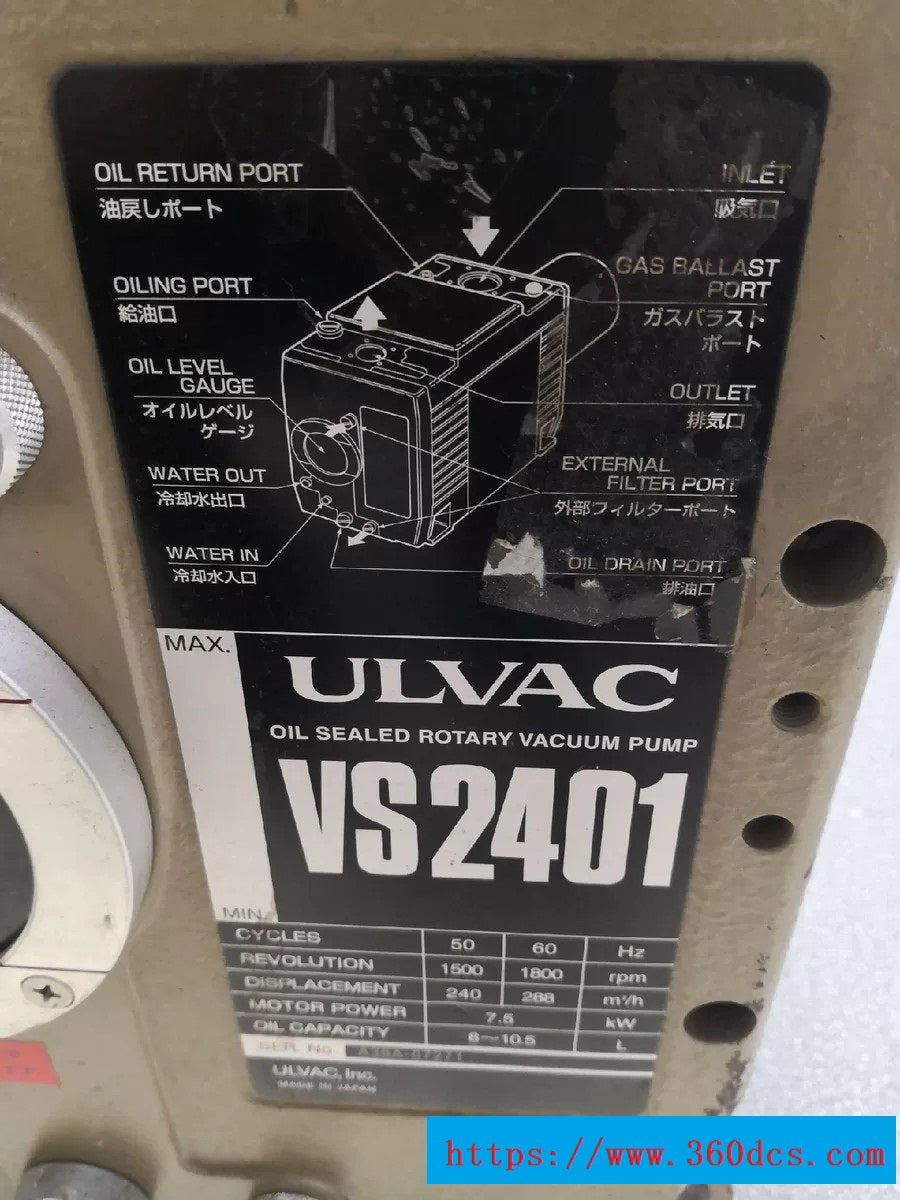 OIL RETURN PORT
油戻しポート
INLET
吸気口
OILING PORT
給油口
GAS BALLAST
PORT
ガスバラスト
ポート
OIL LEVEL
GAUGE
オイルレベル
ゲージ
OUTLET
排気口
WATER OUT
冷却水出口
EXTERNAL
FILTER PORT
外部フィルターポート
WATER IN
冷却水入口
OIL DRAIN PORT
排油口
MAX.
ULVAC
OIL SEALED ROTARY VACUUM PUMP
VS2401
MIN.
CYCLES 50 60 Hz
REVOLUTION 1500 1800 rpm
DISPLACEMENT 240 288 m³/h
MOTOR POWER 7.5 kW
OIL CAPACITY 8〜10.5 L
SER. No.
ULVAC, Inc.
MADE IN JAPAN
https://www.360dcs.com